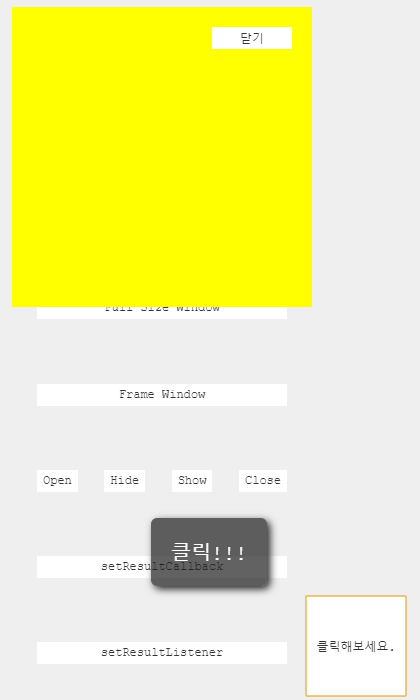 닫기
Full Size Window
Frame Window
Open Hide Show Close
클릭!!!
setResultCallback
클릭해보세요.
setResultListener